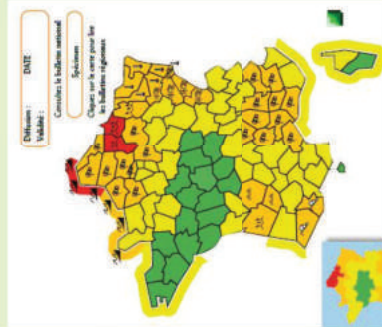 Diffusion : DATE
Validité :
Consultez le bulletin national
Spécimen
Cliquez sur la carte pour lire
les bulletins régionaux